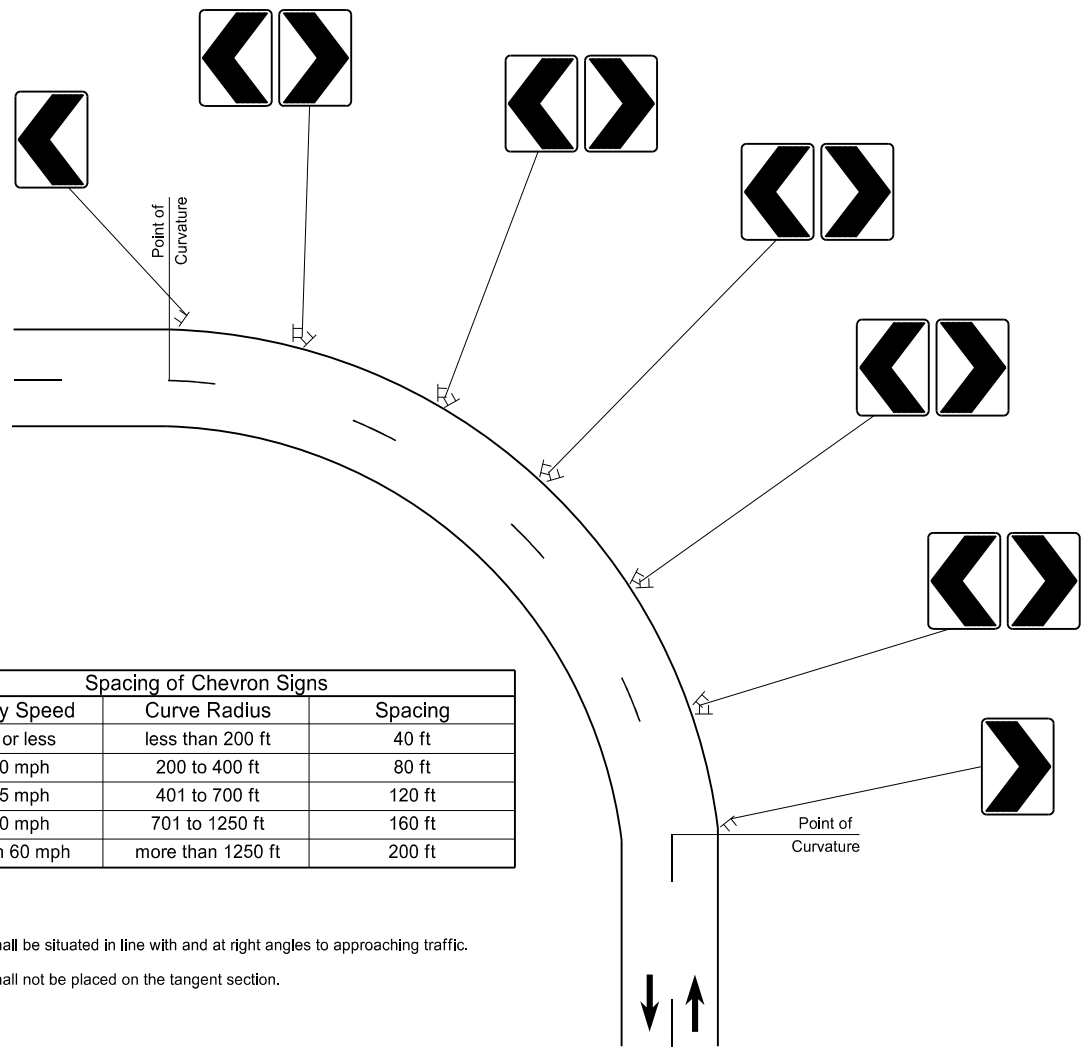 Point of
Curvature
Spacing of Chevron Signs
Speed Curve Radius Spacing
or less less than 200 ft 40 ft
mph 200 to 400 ft 80 ft
mph 401 to 700 ft 120 ft
mph 701 to 1250 ft 160 ft
60 mph more than 1250 ft 200 ft
Point of
Curvature
be situated in line with and at right angles to approaching traffic.
not be placed on the tangent section.